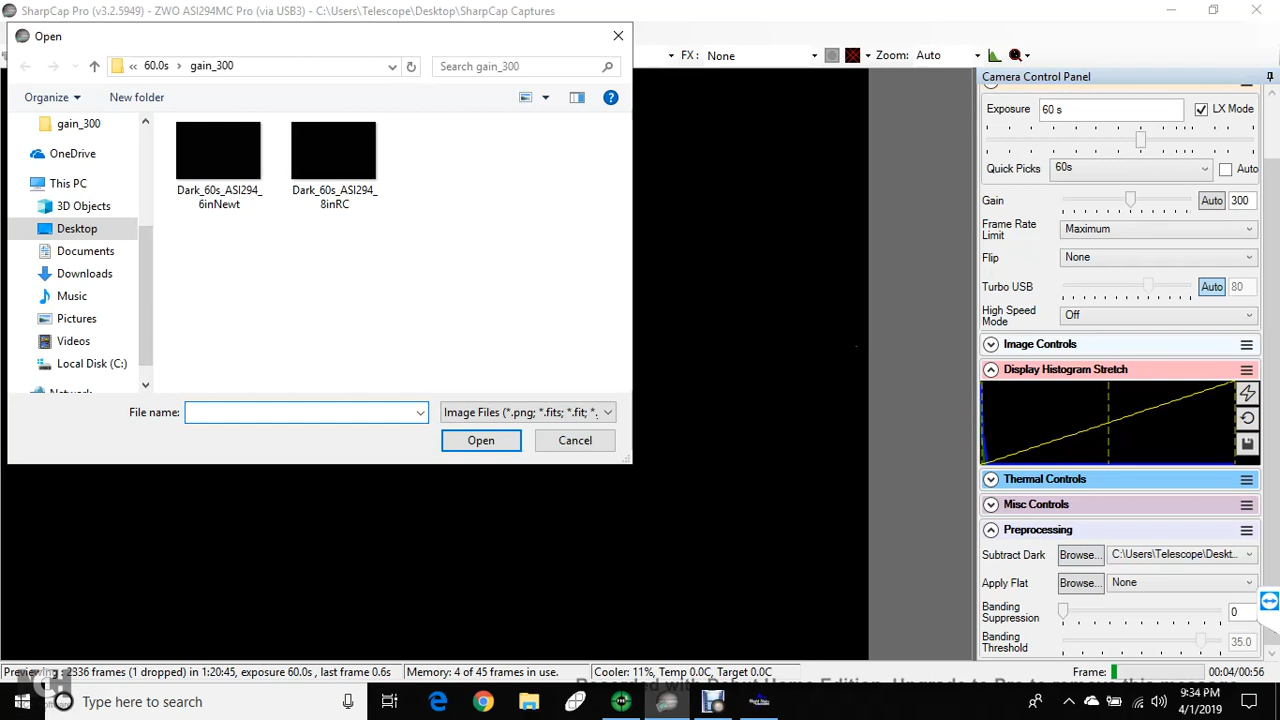 SharpCap Pro (v3.2.5949) - ZWO ASI294MC Pro (via USB3) - C:\Users\Telescope\Desktop\SharpCap Captures
Open
60.0s
gain_300
Search gain_300
FX: None
Zoom: Auto
Organize
New folder
gain_300
OneDrive
This PC
3D Objects
Desktop
Documents
Downloads
Music
Pictures
Videos
Local Disk (C:)
Dark_60s_ASI294_
6inNewt
Dark_60s_ASI294_
8inRC
File name:
Image Files (*.png; *.fits; *.fit; *.
Open
Cancel
Camera Control Panel
Exposure 60 s LX Mode
Quick Picks 60s Auto
Gain Auto 300
Frame Rate
Limit
Maximum
Flip None
Turbo USB Auto 80
High Speed
Mode
Off
Image Controls
Display Histogram Stretch
Thermal Controls
Misc Controls
Preprocessing
Subtract Dark Browse... C:\Users\Telescope\Deskt...
Apply Flat Browse... None
Banding
Suppression
0
Banding
Threshold
35.0
Previewing : 2336 frames (1 dropped) in 1:20:45, exposure 60.0s , last frame 0.6s
Memory: 4 of 45 frames in use.
Cooler: 11%, Temp 0.0C, Target 0.0C
Frame:
00:04/00:56
Type here to search
9:34 PM
4/1/2019